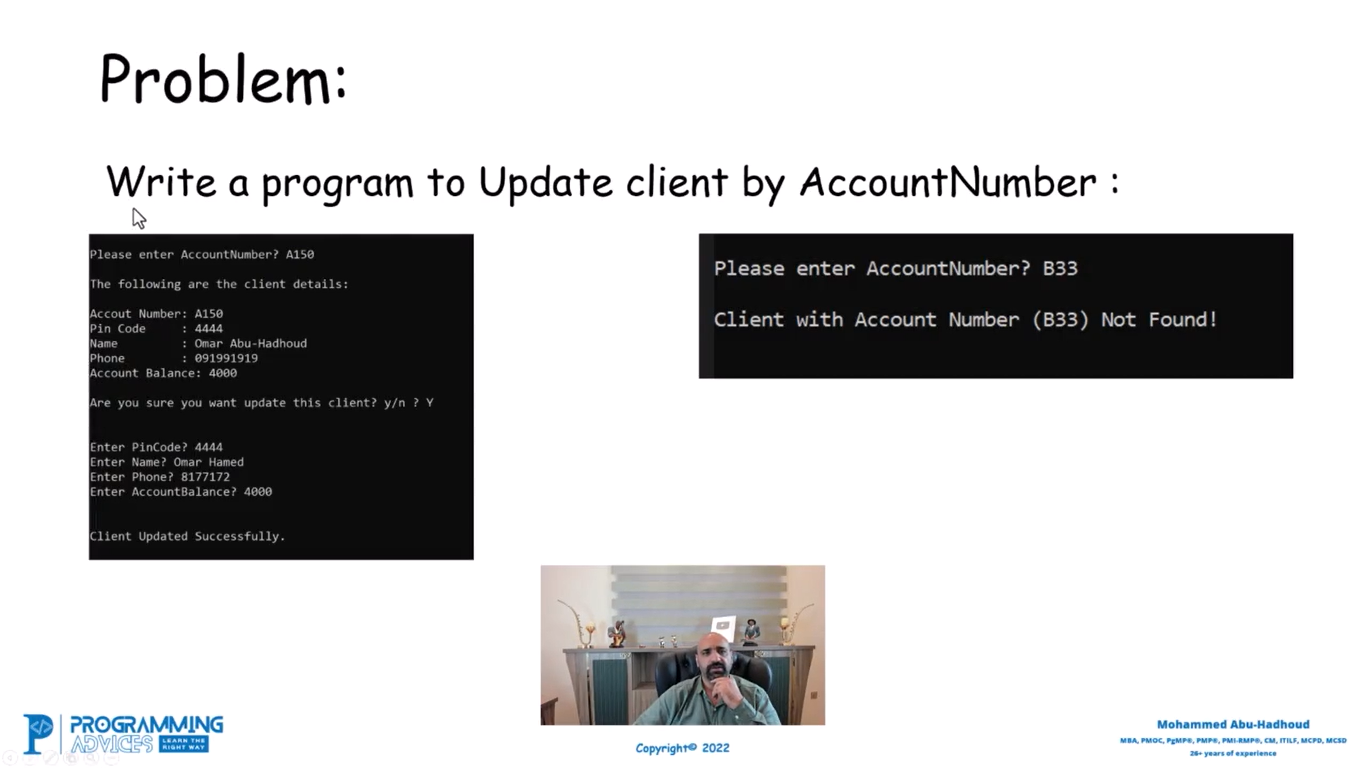 Problem:
Write a program to Update client by AccountNumber :
Please enter AccountNumber? A150
The following are the client details:
Accout Number: A150
Pin Code : 4444
Name : Omar Abu-Hadhoud
Phone : 091991919
Account Balance: 4000
Are you sure you want update this client? y/n ? Y
Enter PinCode? 4444
Enter Name? Omar Hamed
Enter Phone? 8177172
Enter AccountBalance? 4000
Client Updated Successfully.
Please enter AccountNumber? B33
Client with Account Number (B33) Not Found!
P </> PROGRAMMING
ADVICES LEARN THE
RIGHT WAY
Copyright© 2022
Mohammed Abu-Hadhoud
MBA, PMOC, PgMP®, PMP®, PMI-RMP®, CM, ITILF, MCPD, MCSD
26+ years of experience